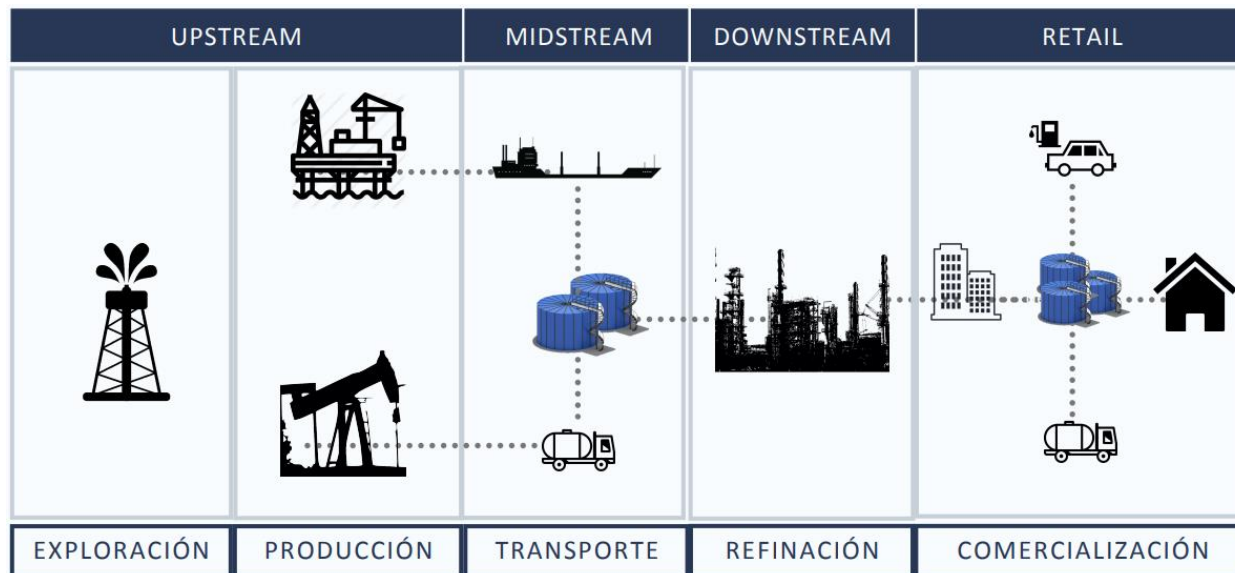 UPSTREAM
MIDSTREAM
DOWNSTREAM
RETAIL
EXPLORACIÓN
PRODUCCIÓN
TRANSPORTE
REFINACIÓN
COMERCIALIZACIÓN